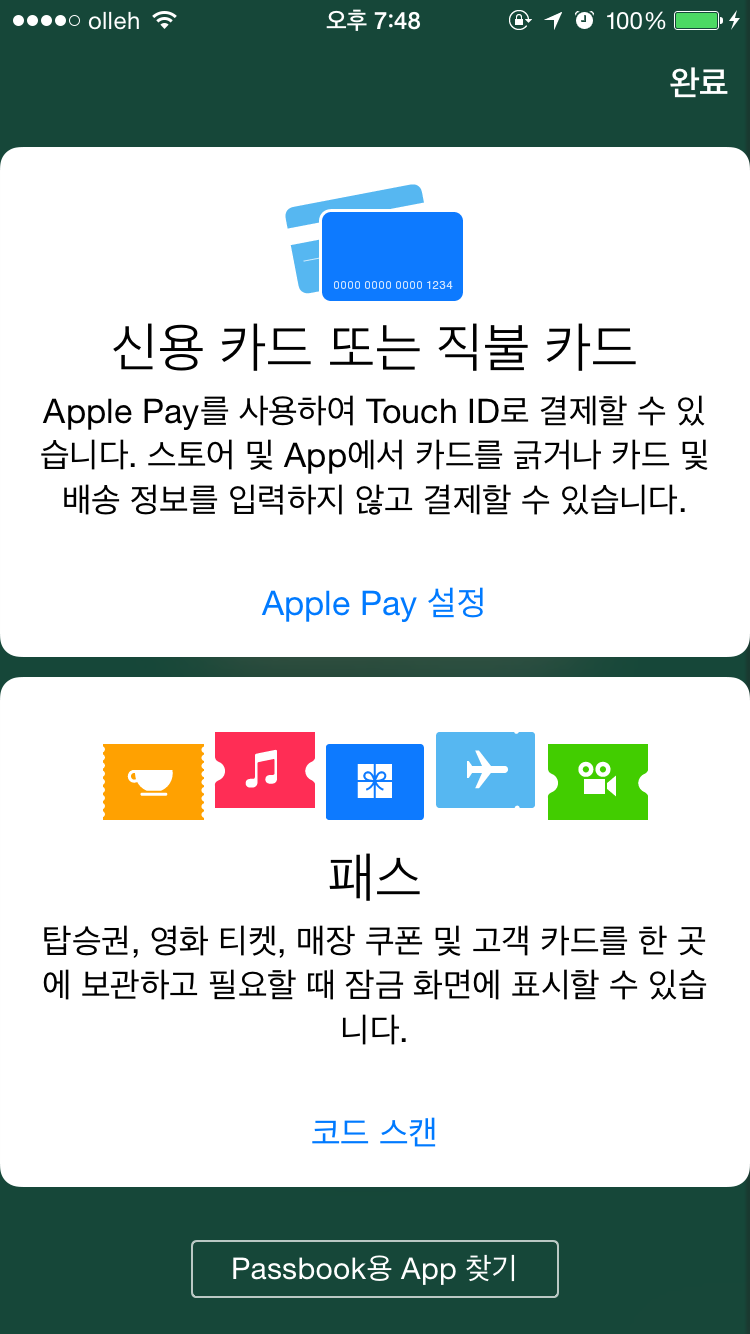 olleh 오후 7:48 100%
완료
0000 0000 0000 1234
신용 카드 또는 직불 카드
Apple Pay를 사용하여 Touch ID로 결제할 수 있
습니다. 스토어 및 App에서 카드를 긁거나 카드 및
배송 정보를 입력하지 않고 결제할 수 있습니다.
Apple Pay 설정
패스
탑승권, 영화 티켓, 매장 쿠폰 및 고객 카드를 한 곳
에 보관하고 필요할 때 잠금 화면에 표시할 수 있습
니다.
코드 스캔
Passbook용 App 찾기